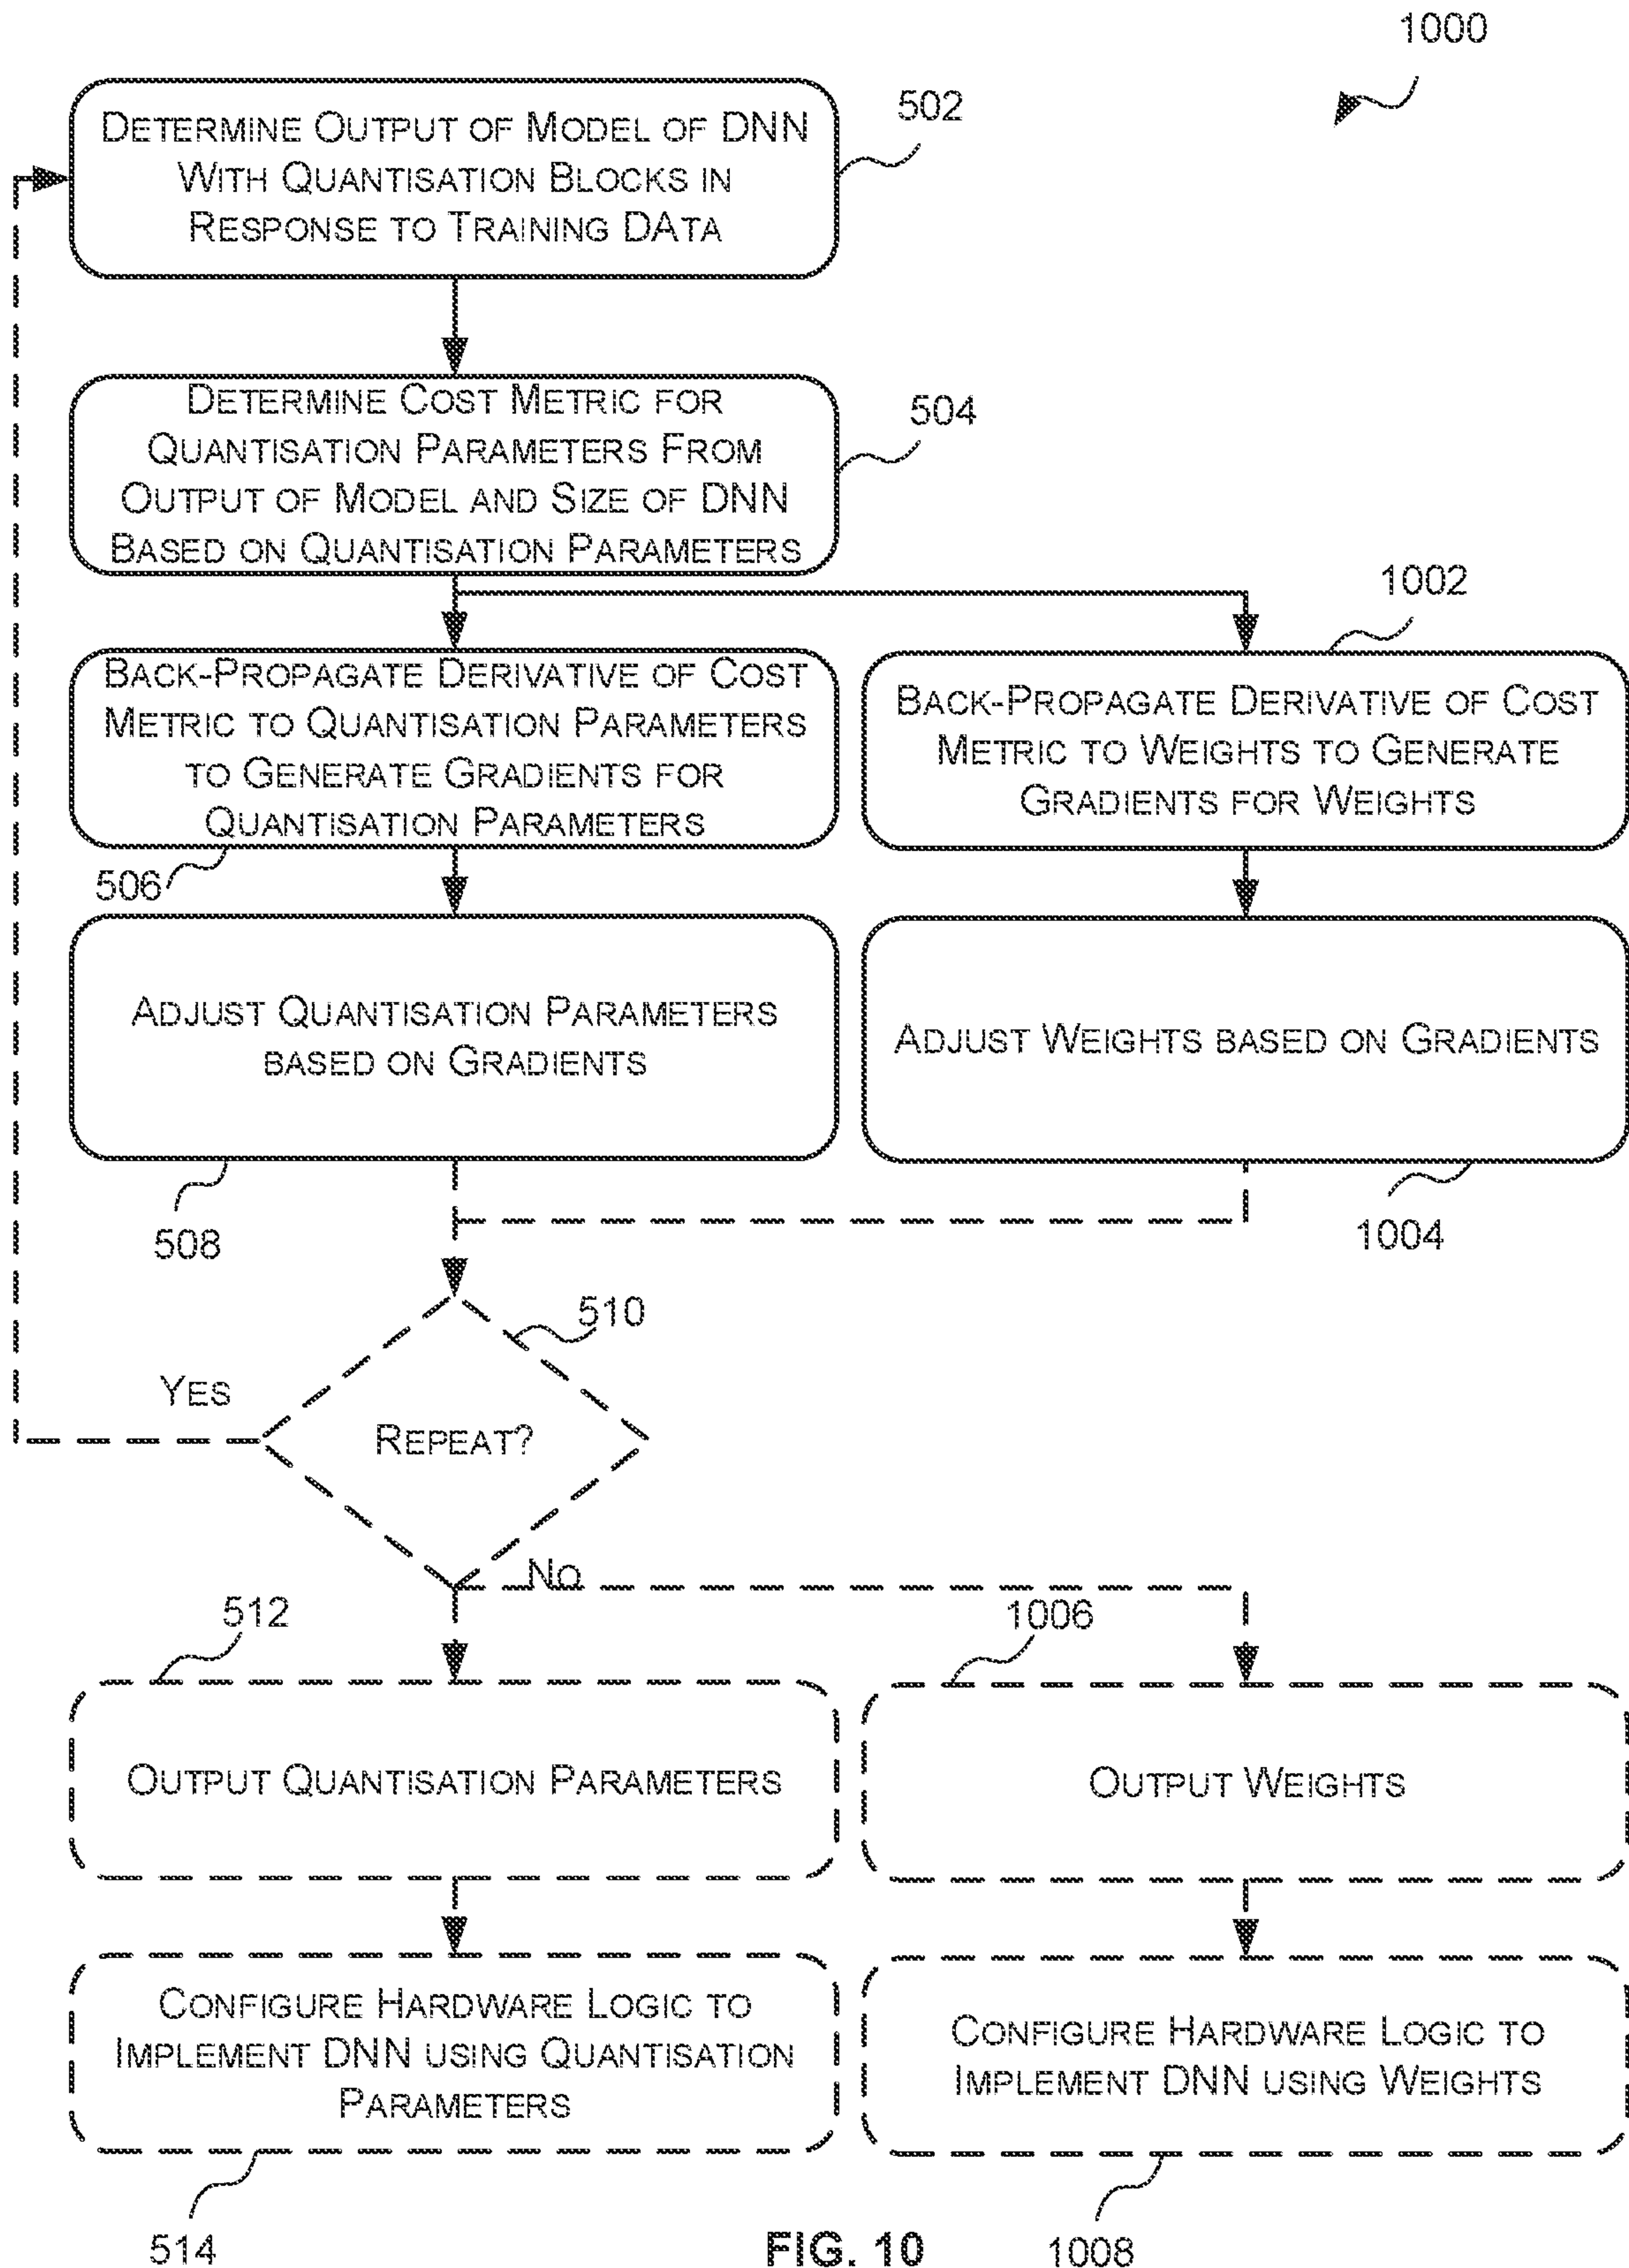 1000
DETERMINE OUTPUT OF MODEL OF DNN
WITH QUANTISATION BLOCKS IN
RESPONSE TO TRAINING DATA
502
DETERMINE COST METRIC FOR
QUANTISATION PARAMETERS FROM
OUTPUT OF MODEL AND SIZE OF DNN
BASED ON QUANTISATION PARAMETERS
504
1002
BACK-PROPAGATE DERIVATIVE OF COST
METRIC TO QUANTISATION PARAMETERS
TO GENERATE GRADIENTS FOR
QUANTISATION PARAMETERS
506
BACK-PROPAGATE DERIVATIVE OF COST
METRIC TO WEIGHTS TO GENERATE
GRADIENTS FOR WEIGHTS
ADJUST QUANTISATION PARAMETERS
BASED ON GRADIENTS
508
ADJUST WEIGHTS BASED ON GRADIENTS
1004
510
YES
REPEAT?
NO
512
1006
OUTPUT QUANTISATION PARAMETERS
OUTPUT WEIGHTS
CONFIGURE HARDWARE LOGIC TO
IMPLEMENT DNN USING QUANTISATION
PARAMETERS
CONFIGURE HARDWARE LOGIC TO
IMPLEMENT DNN USING WEIGHTS
514
FIG. 10
1008